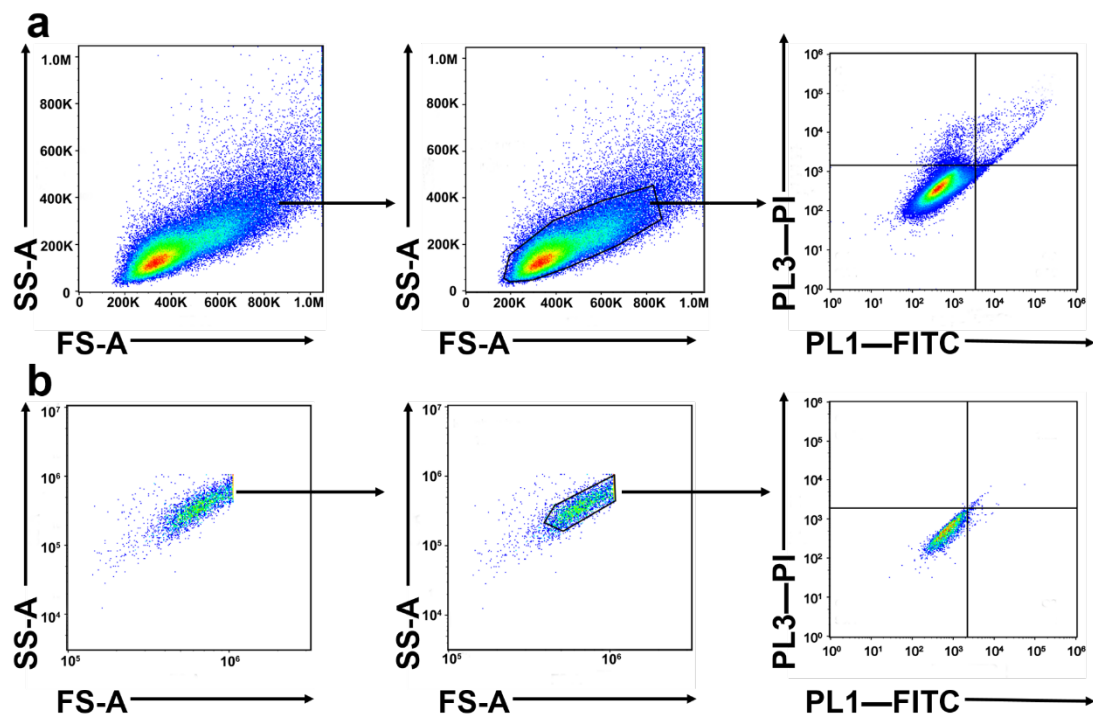 a
SS-A
1.0M
800K
600K
400K
200K
0
0 200K 400K 600K 800K 1.0M
FS-A
SS-A
1.0M
800K
600K
400K
200K
0
0 200K 400K 600K 800K 1.0M
FS-A
PL3—PI
10⁶
10⁵
10⁴
10³
10²
10¹
10⁰
10⁰ 10¹ 10² 10³ 10⁴ 10⁵ 10⁶
PL1—FITC
b
SS-A
10⁷
10⁶
10⁵
10⁴
10⁵ 10⁶
FS-A
SS-A
10⁷
10⁶
10⁵
10⁴
10⁵ 10⁶
FS-A
PL3—PI
10⁶
10⁵
10⁴
10³
10²
10¹
10⁰
10⁰ 10¹ 10² 10³ 10⁴ 10⁵ 10⁶
PL1—FITC